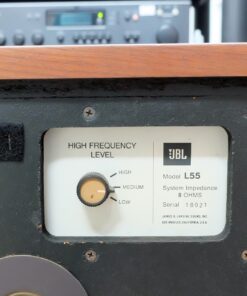 HIGH FREQUENCY
LEVEL
HIGH
MEDIUM
LOW
JBL
Model L55
System Impedance
8 OHMS
Serial 18021
JAMES B. LANSING SOUND, INC.
LOS ANGELES, CALIFORNIA, U.S.A.